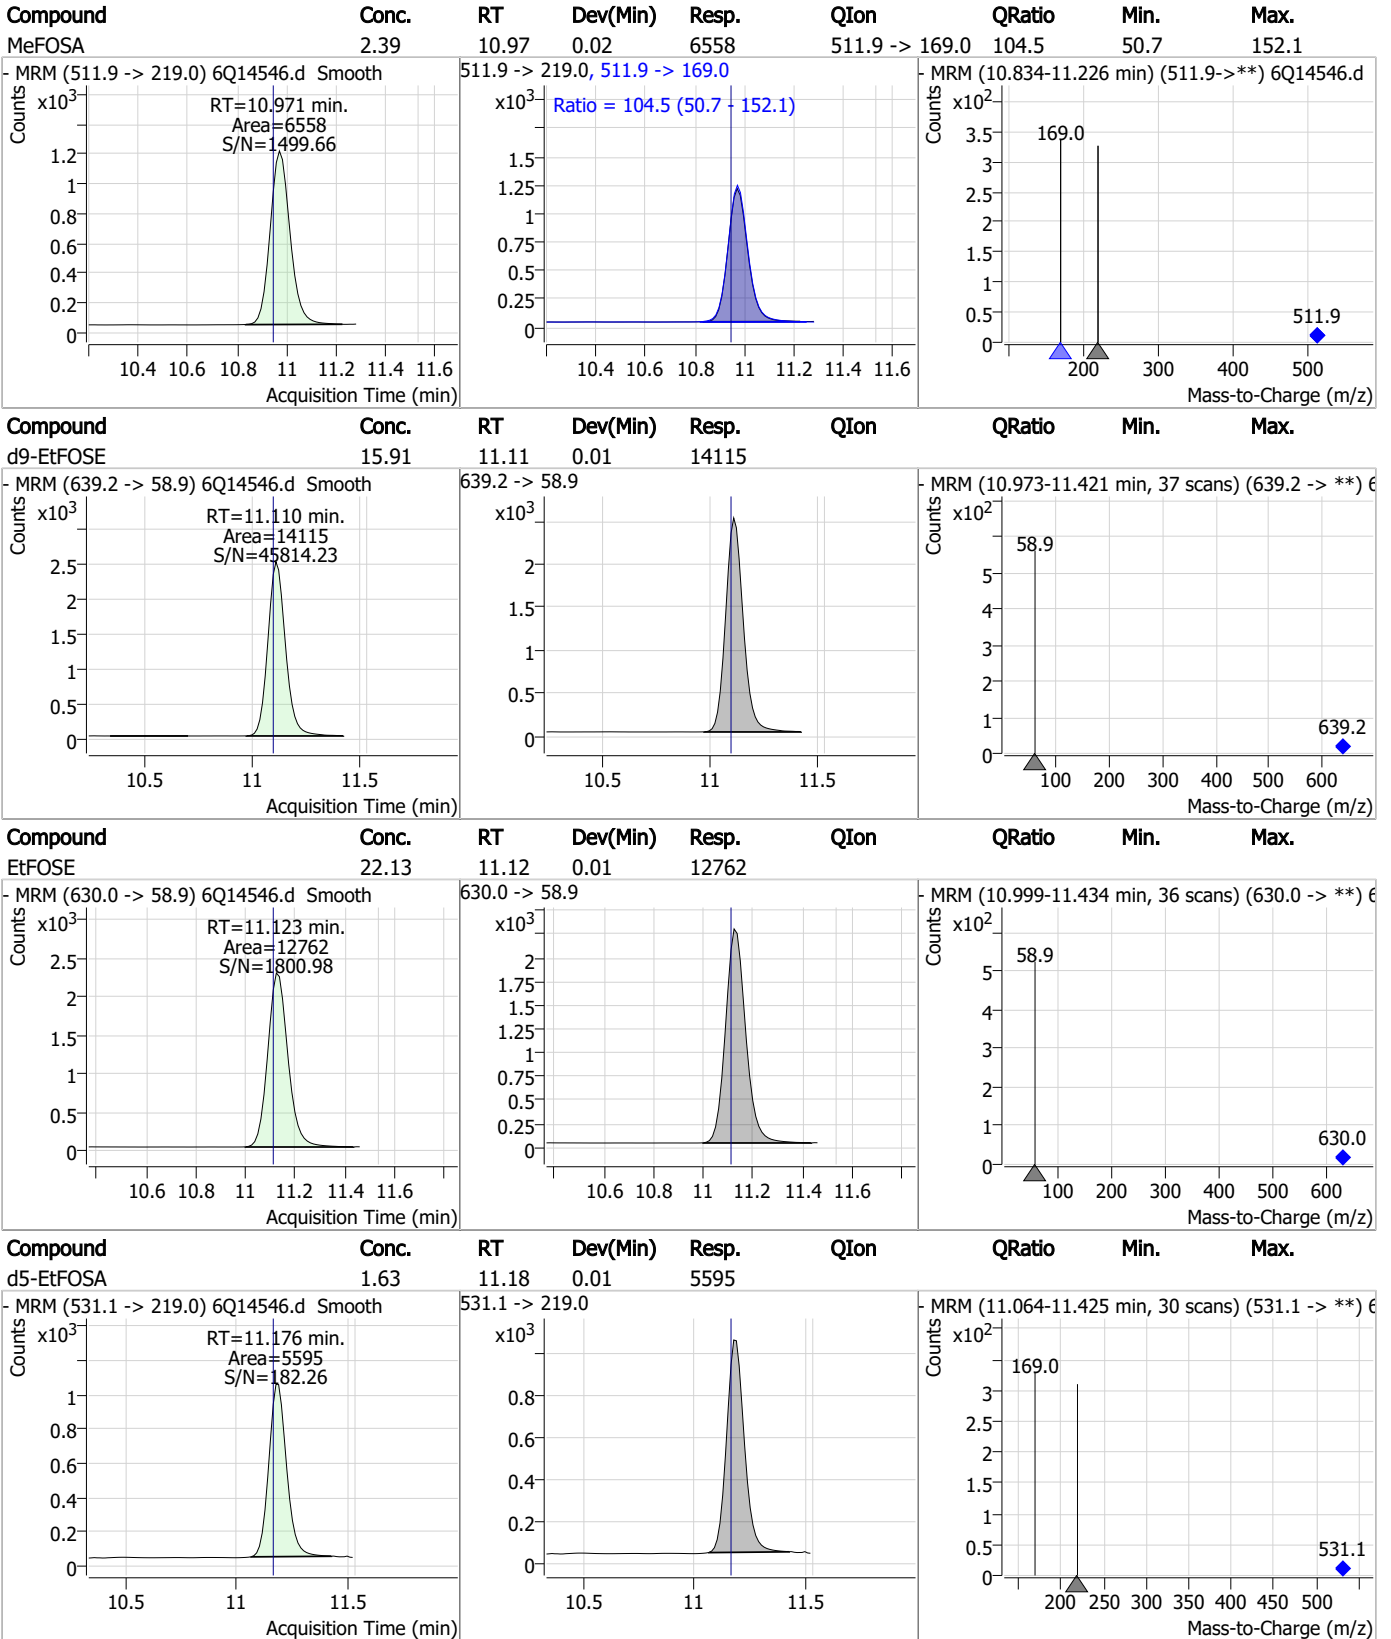 Compound Conc. RT Dev(Min) Resp. QIon QRatio Min. Max.
MeFOSA 2.39 10.97 0.02 6558 511.9 -> 169.0 104.5 50.7 152.1
- MRM (511.9 -> 219.0) 6Q14546.d Smooth
Counts
x10³
RT=10.971 min.
Area=6558
S/N=1499.66
1.2
1
0.8
0.6
0.4
0.2
0
10.4 10.6 10.8 11 11.2 11.4 11.6
Acquisition Time (min)
511.9 -> 219.0, 511.9 -> 169.0
x10³
Ratio = 104.5 (50.7 - 152.1)
1.5
1.25
1
0.75
0.5
0.25
0
10.4 10.6 10.8 11 11.2 11.4 11.6
- MRM (10.834-11.226 min) (511.9->**) 6Q14546.d
Counts
x10²
169.0
3.5
3
2.5
2
1.5
1
0.5
0
511.9
200 300 400 500
Mass-to-Charge (m/z)
Compound Conc. RT Dev(Min) Resp. QIon QRatio Min. Max.
d9-EtFOSE 15.91 11.11 0.01 14115
- MRM (639.2 -> 58.9) 6Q14546.d Smooth
Counts
x10³
RT=11.110 min.
Area=14115
S/N=45814.23
2.5
2
1.5
1
0.5
0
10.5 11 11.5
Acquisition Time (min)
639.2 -> 58.9
x10³
2
1.5
1
0.5
0
10.5 11 11.5
- MRM (10.973-11.421 min, 37 scans) (639.2 -> **) 6
Counts
x10²
58.9
5
4
3
2
1
0
639.2
100 200 300 400 500 600
Mass-to-Charge (m/z)
Compound Conc. RT Dev(Min) Resp. QIon QRatio Min. Max.
EtFOSE 22.13 11.12 0.01 12762
- MRM (630.0 -> 58.9) 6Q14546.d Smooth
Counts
x10³
RT=11.123 min.
Area=12762
S/N=1800.98
2.5
2
1.5
1
0.5
0
10.6 10.8 11 11.2 11.4 11.6
Acquisition Time (min)
630.0 -> 58.9
x10³
2
1.75
1.5
1.25
1
0.75
0.5
0.25
0
10.6 10.8 11 11.2 11.4 11.6
- MRM (10.999-11.434 min, 36 scans) (630.0 -> **) 6
Counts
x10²
58.9
5
4
3
2
1
0
630.0
100 200 300 400 500 600
Mass-to-Charge (m/z)
Compound Conc. RT Dev(Min) Resp. QIon QRatio Min. Max.
d5-EtFOSA 1.63 11.18 0.01 5595
- MRM (531.1 -> 219.0) 6Q14546.d Smooth
Counts
x10³
RT=11.176 min.
Area=5595
S/N=182.26
1
0.8
0.6
0.4
0.2
0
10.5 11 11.5
Acquisition Time (min)
531.1 -> 219.0
x10³
0.8
0.6
0.4
0.2
0
10.5 11 11.5
- MRM (11.064-11.425 min, 30 scans) (531.1 -> **) 6
Counts
x10²
169.0
3
2.5
2
1.5
1
0.5
0
531.1
200 250 300 350 400 450 500
Mass-to-Charge (m/z)